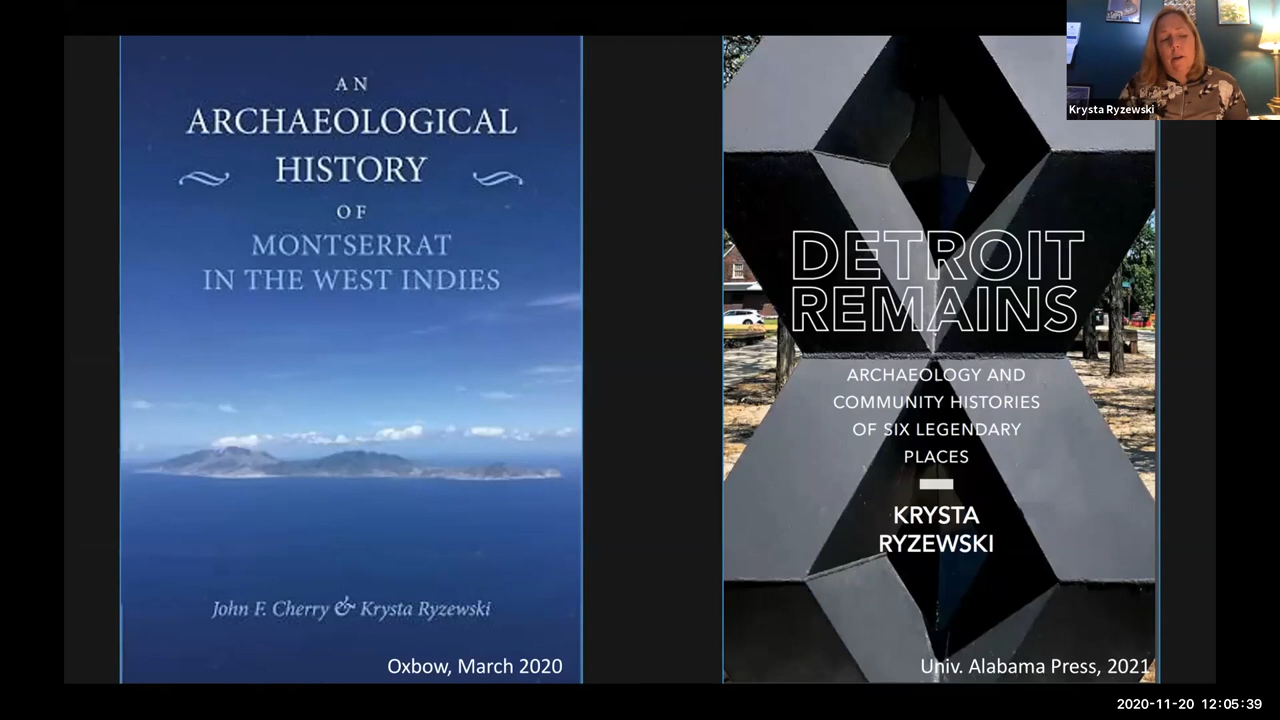 AN
ARCHAEOLOGICAL
HISTORY
OF
MONTSERRAT
IN THE WEST INDIES
John F. Cherry & Krysta Ryzewski
Oxbow, March 2020
DETROIT
REMAINS
ARCHAEOLOGY AND
COMMUNITY HISTORIES
OF SIX LEGENDARY
PLACES
KRYSTA
RYZEWSKI
Univ. Alabama Press, 2021
Krysta Ryzewski
2020-11-20 12:05:39